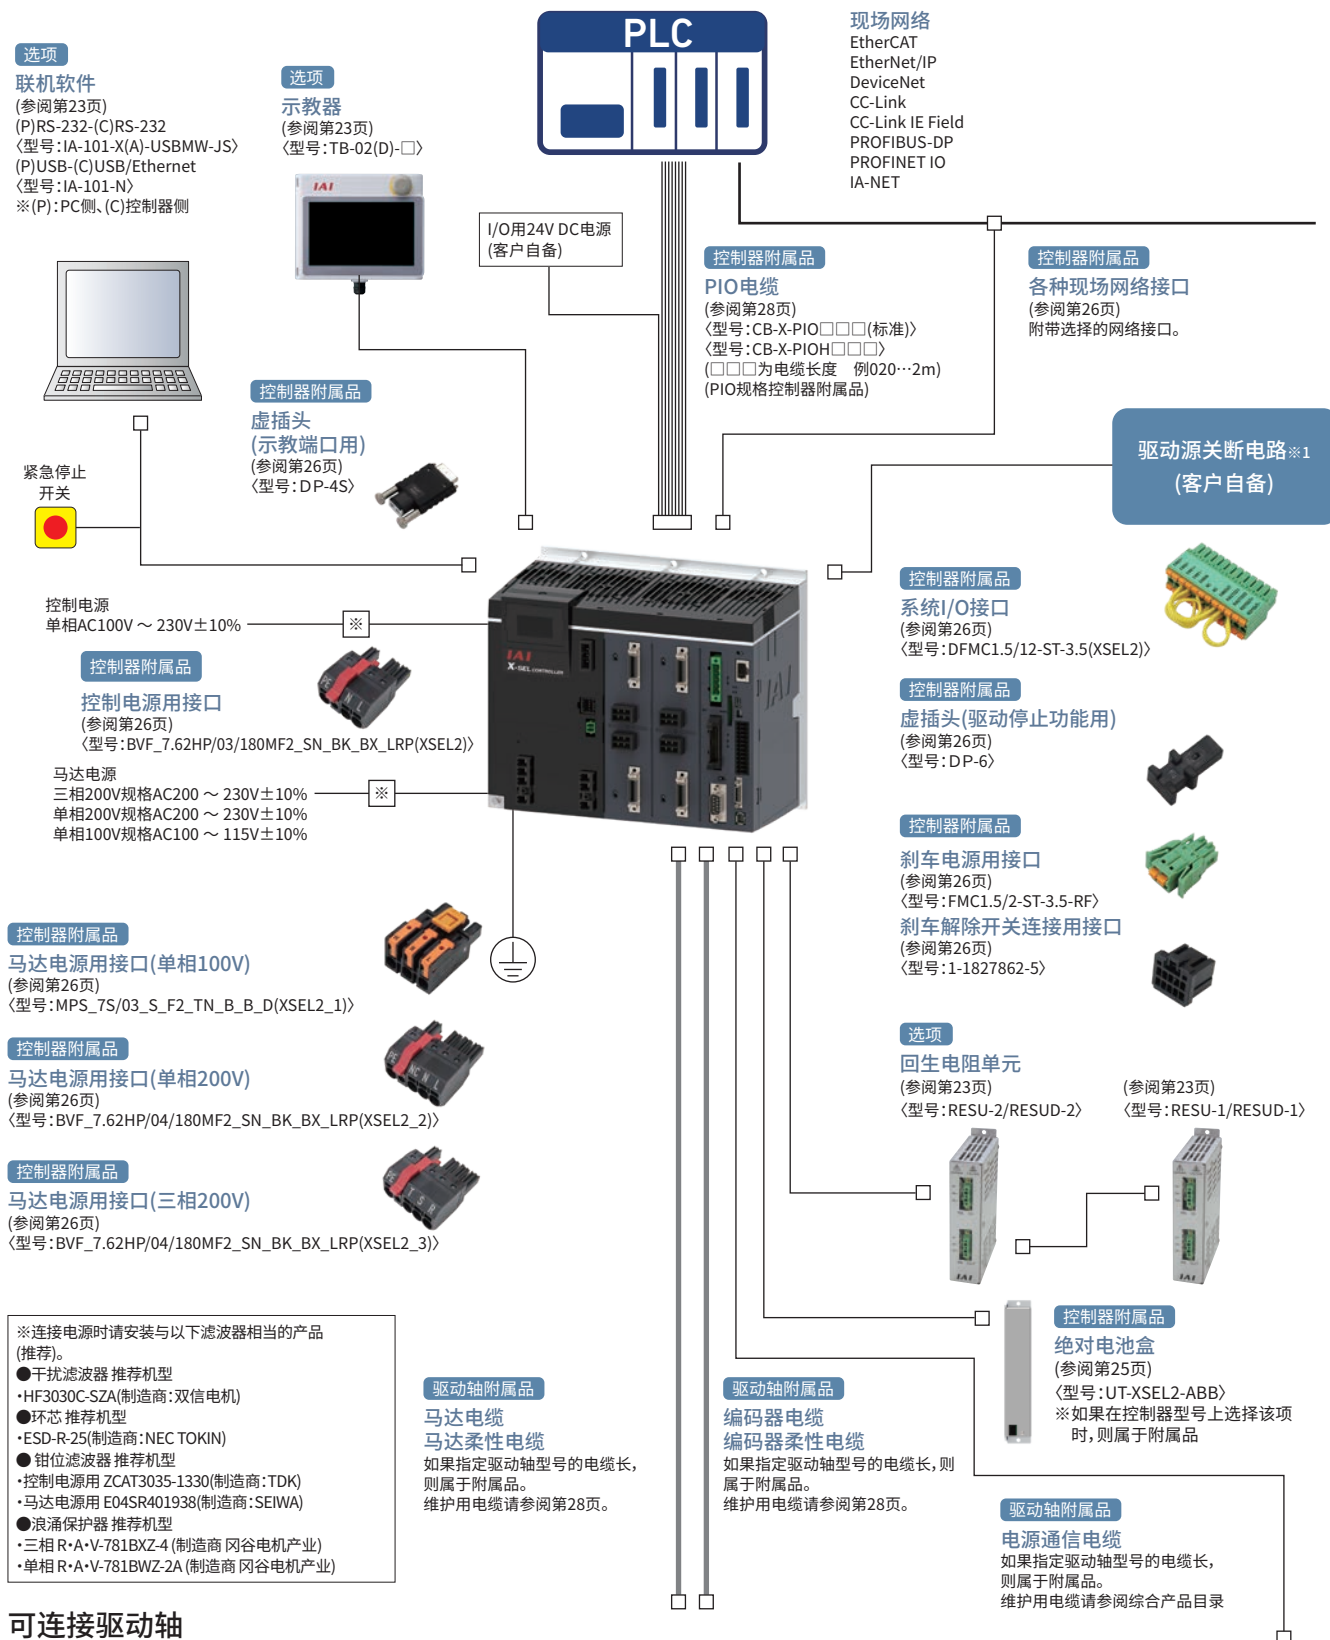 选项
联机软件
(参阅第23页)
(P)RS-232-(C)RS-232
〈型号:IA-101-X(A)-USBMW-JS〉
(P)USB-(C)USB/Ethernet
〈型号:IA-101-N〉
※(P):PC侧、(C)控制器侧
选项
示教器
(参阅第23页)
〈型号:TB-02(D)-□〉
IAI
PLC
现场网络
EtherCAT
EtherNet/IP
DeviceNet
CC-Link
CC-Link IE Field
PROFIBUS-DP
PROFINET IO
IA-NET
I/O用24V DC电源
(客户自备)
控制器附属品
PIO电缆
(参阅第28页)
〈型号:CB-X-PIO□□□(标准)〉
〈型号:CB-X-PIOH□□□〉
(□□□为电缆长度　例020…2m)
(PIO规格控制器附属品)
控制器附属品
各种现场网络接口
(参阅第26页)
附带选择的网络接口。
控制器附属品
虚插头
(示教端口用)
(参阅第26页)
〈型号:DP-4S〉
驱动源关断电路※1
(客户自备)
紧急停止
开关
控制电源
单相AC100V ～ 230V±10%
※
控制器附属品
控制电源用接口
(参阅第26页)
〈型号:BVF_7.62HP/03/180MF2_SN_BK_BX_LRP(XSEL2)〉
PE N L
马达电源
三相200V规格AC200 ～ 230V±10%
单相200V规格AC200 ～ 230V±10%
单相100V规格AC100 ～ 115V±10%
※
IAI
X-SEL CONTROLLER
IAI
控制器附属品
系统I/O接口
(参阅第26页)
〈型号:DFMC1.5/12-ST-3.5(XSEL2)〉
控制器附属品
虚插头(驱动停止功能用)
(参阅第26页)
〈型号:DP-6〉
控制器附属品
刹车电源用接口
(参阅第26页)
〈型号:FMC1.5/2-ST-3.5-RF〉
刹车解除开关连接用接口
(参阅第26页)
〈型号:1-1827862-5〉
控制器附属品
马达电源用接口(单相100V)
(参阅第26页)
〈型号:MPS_7S/03_S_F2_TN_B_B_D(XSEL2_1)〉
控制器附属品
马达电源用接口(单相200V)
(参阅第26页)
〈型号:BVF_7.62HP/04/180MF2_SN_BK_BX_LRP(XSEL2_2)〉
PE NC N L
控制器附属品
马达电源用接口(三相200V)
(参阅第26页)
〈型号:BVF_7.62HP/04/180MF2_SN_BK_BX_LRP(XSEL2_3)〉
PE T S R
选项
回生电阻单元
(参阅第23页)
〈型号:RESU-2/RESUD-2〉
(参阅第23页)
〈型号:RESU-1/RESUD-1〉
IAI
IAI
控制器附属品
绝对电池盒
(参阅第25页)
〈型号:UT-XSEL2-ABB〉
※如果在控制器型号上选择该项
时,则属于附属品
※连接电源时请安装与以下滤波器相当的产品
(推荐)。
●干扰滤波器 推荐机型
・HF3030C-SZA(制造商:双信电机)
●环芯 推荐机型
・ESD-R-25(制造商:NEC TOKIN)
● 钳位滤波器 推荐机型
・控制电源用 ZCAT3035-1330(制造商:TDK)
・马达电源用 E04SR401938(制造商:SEIWA)
●浪涌保护器 推荐机型
・三相 R・A・V-781BXZ-4 (制造商 冈谷电机产业)
・单相 R・A・V-781BWZ-2A (制造商 冈谷电机产业)
驱动轴附属品
马达电缆
马达柔性电缆
如果指定驱动轴型号的电缆长,
则属于附属品。
维护用电缆请参阅第28页。
驱动轴附属品
编码器电缆
编码器柔性电缆
如果指定驱动轴型号的电缆长,则
属于附属品。
维护用电缆请参阅第28页。
驱动轴附属品
电源通信电缆
如果指定驱动轴型号的电缆长,
则属于附属品。
维护用电缆请参阅综合产品目录
可连接驱动轴